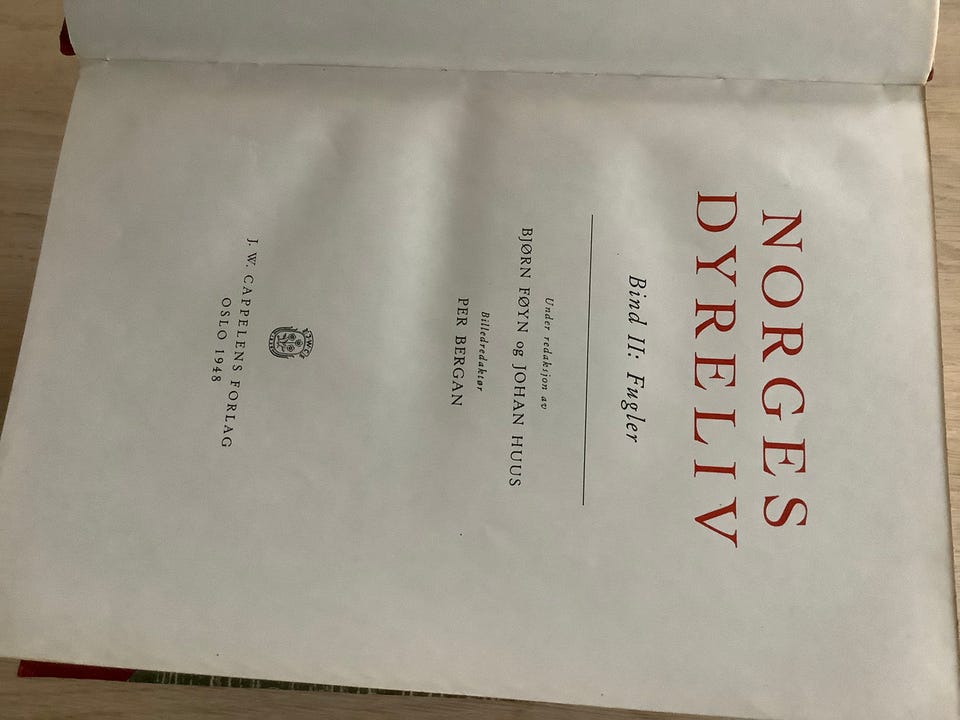 NORGES
DYRELIV
Bind II: Fugler
Under redaksjon av
BJØRN FØYN og JOHAN HUUS
Billedredaktør
PER BERGAN
J. W. CAPPELENS FORLAG
OSLO 1948